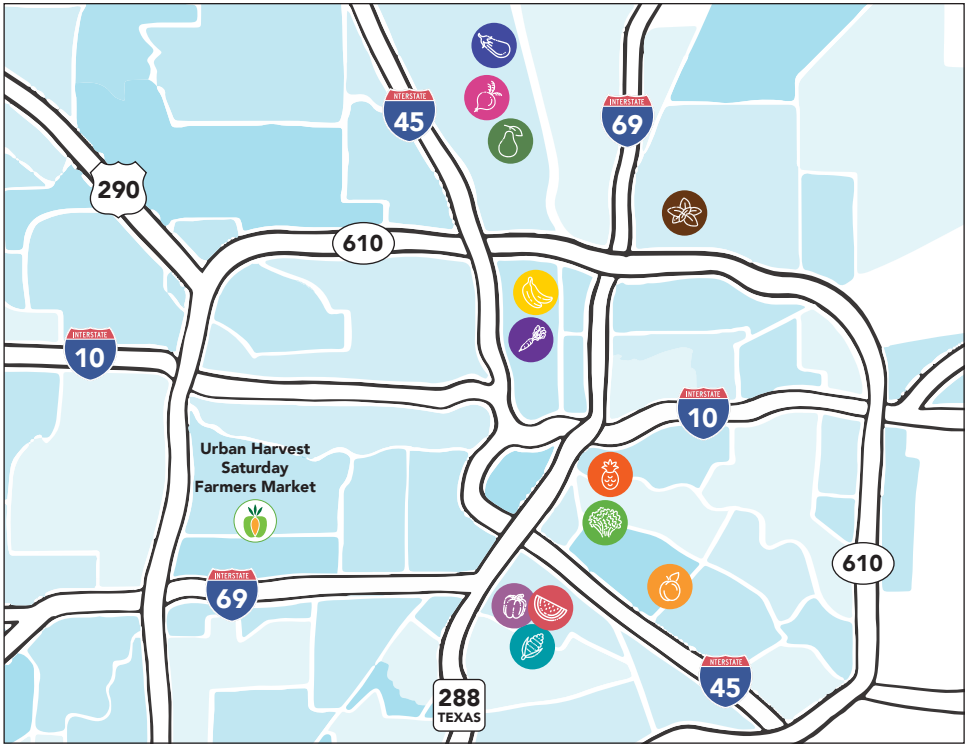 INTERSTATE
45
INTERSTATE
69
290
610
INTERSTATE
10
INTERSTATE
10
Urban Harvest
Saturday
Farmers Market
610
INTERSTATE
69
INTERSTATE
45
288
TEXAS